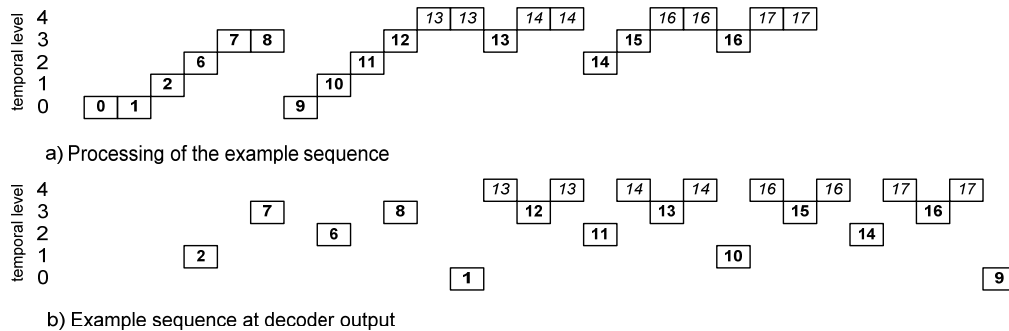 4 13 13 14 14 16 16 17 17
3 7 8 12 13 15 16
2 6 11 14
1 2 10
0 0 1 9
temporal level
a) Processing of the example sequence
4 13 13 14 14 16 16 17 17
3 7 8 12 13 15 16
2 6 11 14
1 2 10
0 1 9
temporal level
b) Example sequence at decoder output